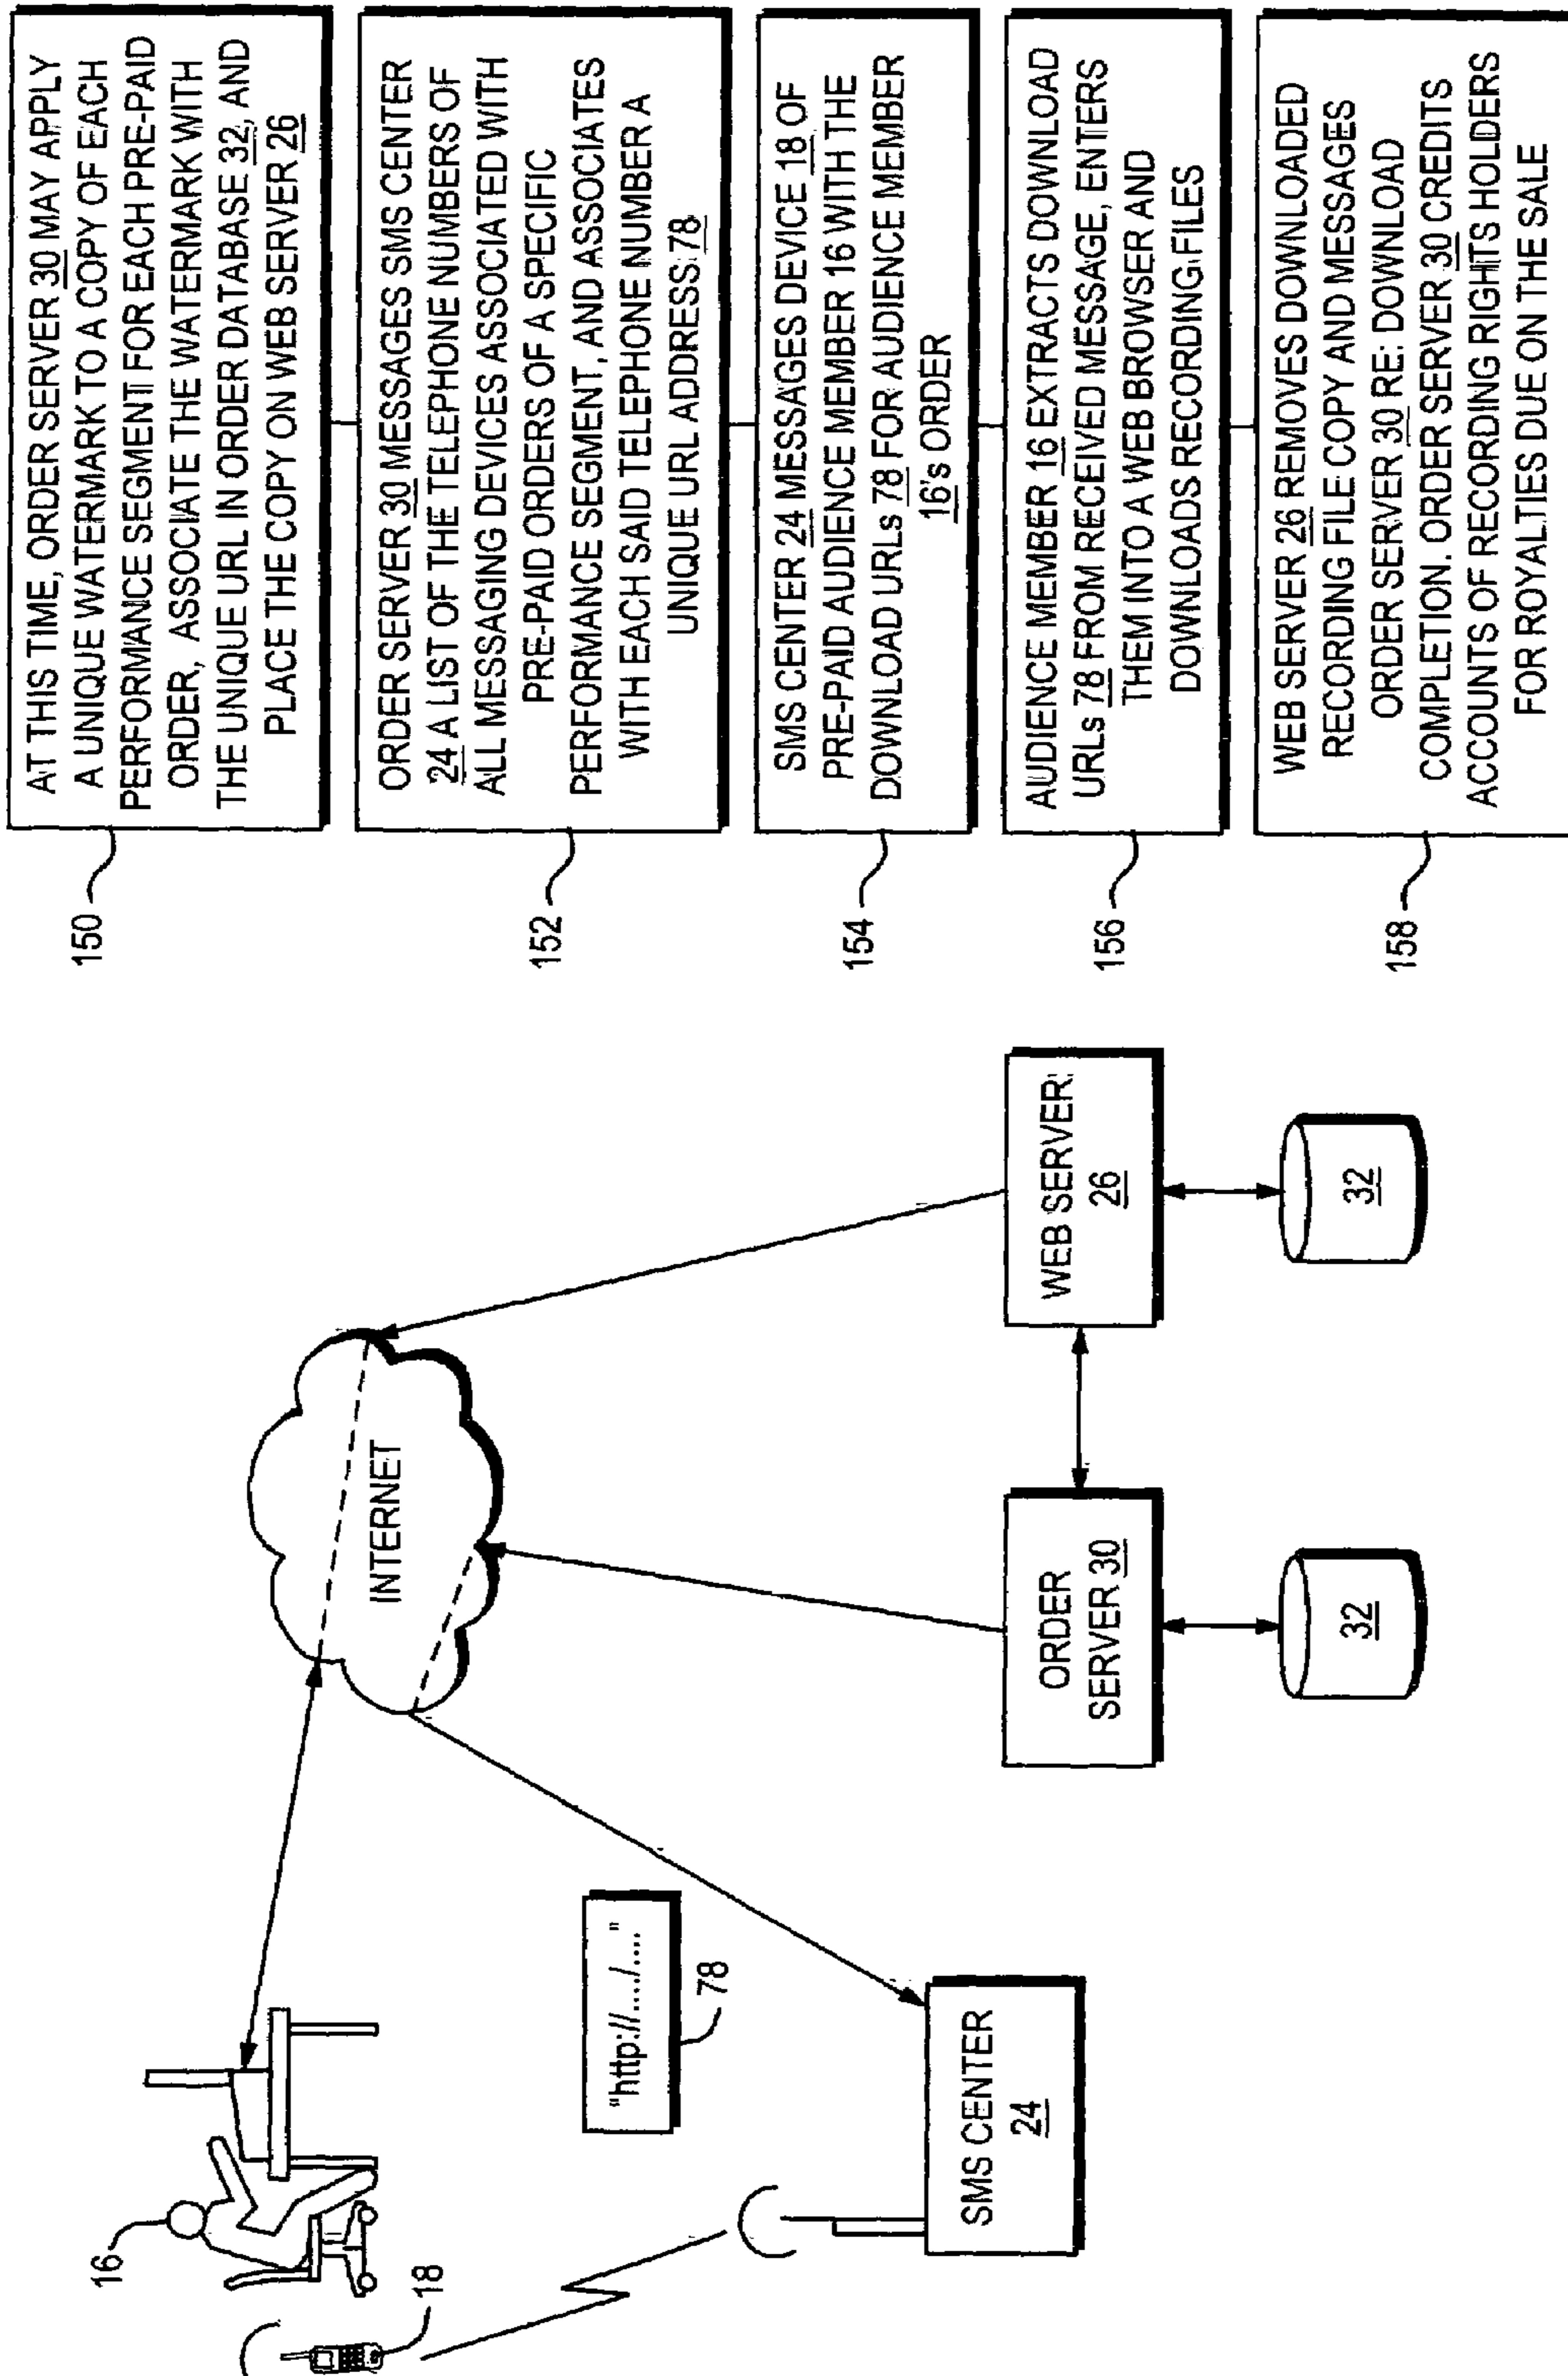 16
18
"http://..../...."
78
SMS CENTER
24
INTERNET
ORDER
SERVER 30
32
WEB SERVER
26
32
150
AT THIS TIME, ORDER SERVER 30 MAY APPLY
A UNIQUE WATERMARK TO A COPY OF EACH
PERFORMANCE SEGMENT FOR EACH PRE-PAID
ORDER, ASSOCIATE THE WATERMARK WITH
THE UNIQUE URL IN ORDER DATABASE 32, AND
PLACE THE COPY ON WEB SERVER 26
152
ORDER SERVER 30 MESSAGES SMS CENTER
24 A LIST OF THE TELEPHONE NUMBERS OF
ALL MESSAGING DEVICES ASSOCIATED WITH
PRE-PAID ORDERS OF A SPECIFIC
PERFORMANCE SEGMENT, AND ASSOCIATES
WITH EACH SAID TELEPHONE NUMBER A
UNIQUE URL ADDRESS 78
154
SMS CENTER 24 MESSAGES DEVICE 18 OF
PRE-PAID AUDIENCE MEMBER 16 WITH THE
DOWNLOAD URLs 78 FOR AUDIENCE MEMBER
16's ORDER
156
AUDIENCE MEMBER 16 EXTRACTS DOWNLOAD
URLs 78 FROM RECEIVED MESSAGE, ENTERS
THEM INTO A WEB BROWSER AND
DOWNLOADS RECORDING FILES
158
WEB SERVER 26 REMOVES DOWNLOADED
RECORDING FILE COPY AND MESSAGES
ORDER SERVER 30 RE: DOWNLOAD
COMPLETION. ORDER SERVER 30 CREDITS
ACCOUNTS OF RECORDING RIGHTS HOLDERS
FOR ROYALTIES DUE ON THE SALE